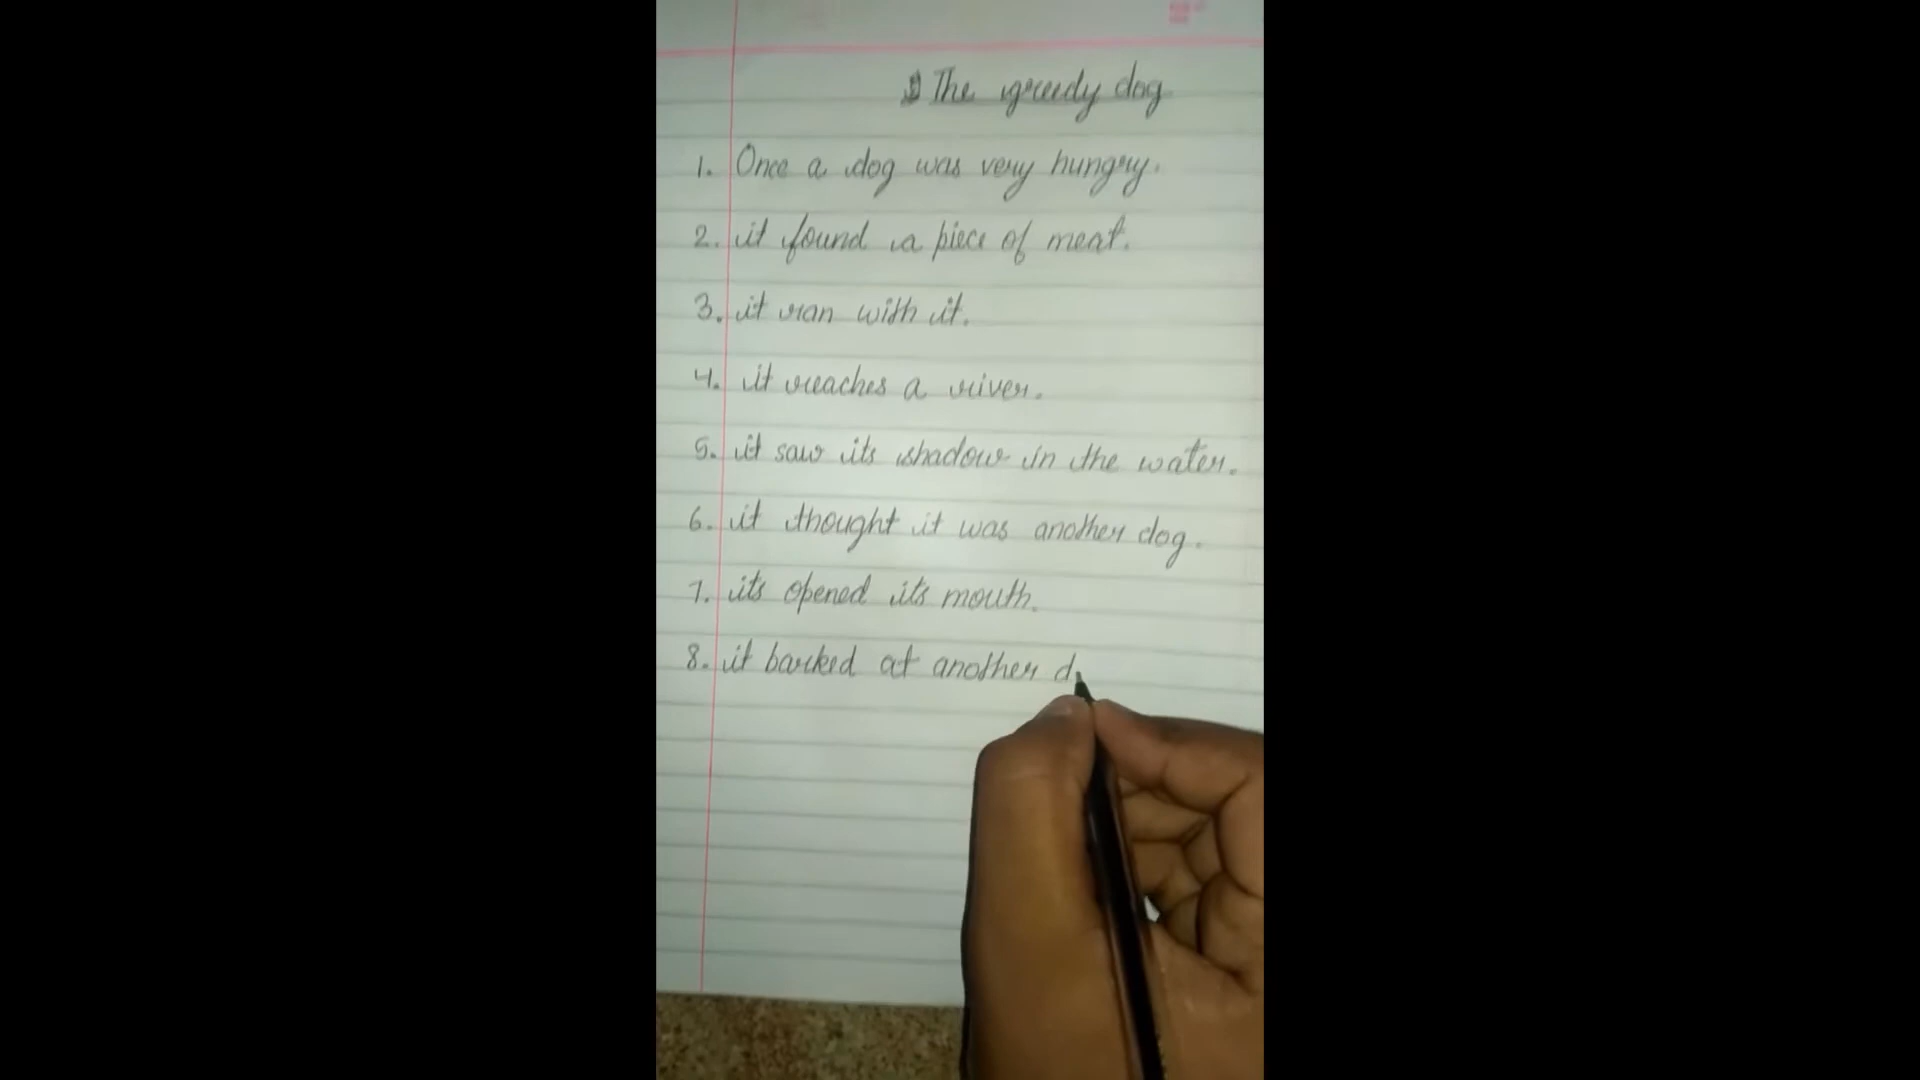 The greedy dog
1. Once a dog was very hungry.
2. it found a piece of meat.
3. it ran with it.
4. it reaches a river.
5. it saw its shadow in the water.
6. it thought it was another dog.
7. its opened its mouth.
8. it barked at another d